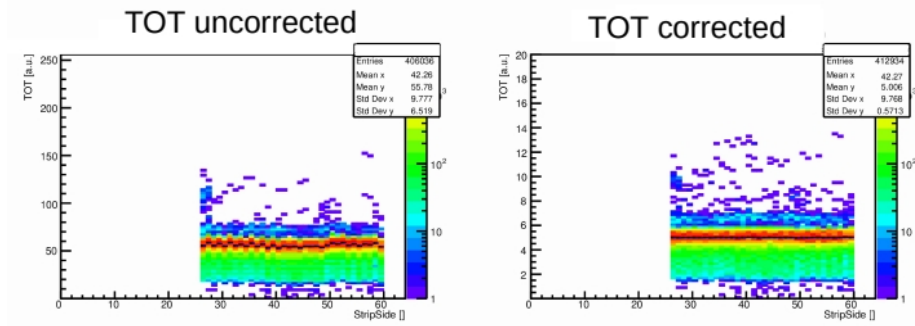 TOT uncorrected
TOT [a.u.]
250
200
150
100
50
0
0 10 20 30 40 50 60
StripSide []
Entries 406036
Mean x 42.26
Mean y 55.78
Std Dev x 9.777
Std Dev y 6.519
3
10²
10
1
TOT corrected
TOT [a.u.]
20
18
16
14
12
10
8
6
4
2
0 10 20 30 40 50 60
StripSide []
Entries 412934
Mean x 42.27
Mean y 5.006
Std Dev x 9.768
Std Dev y 0.5713
3
10²
10
1